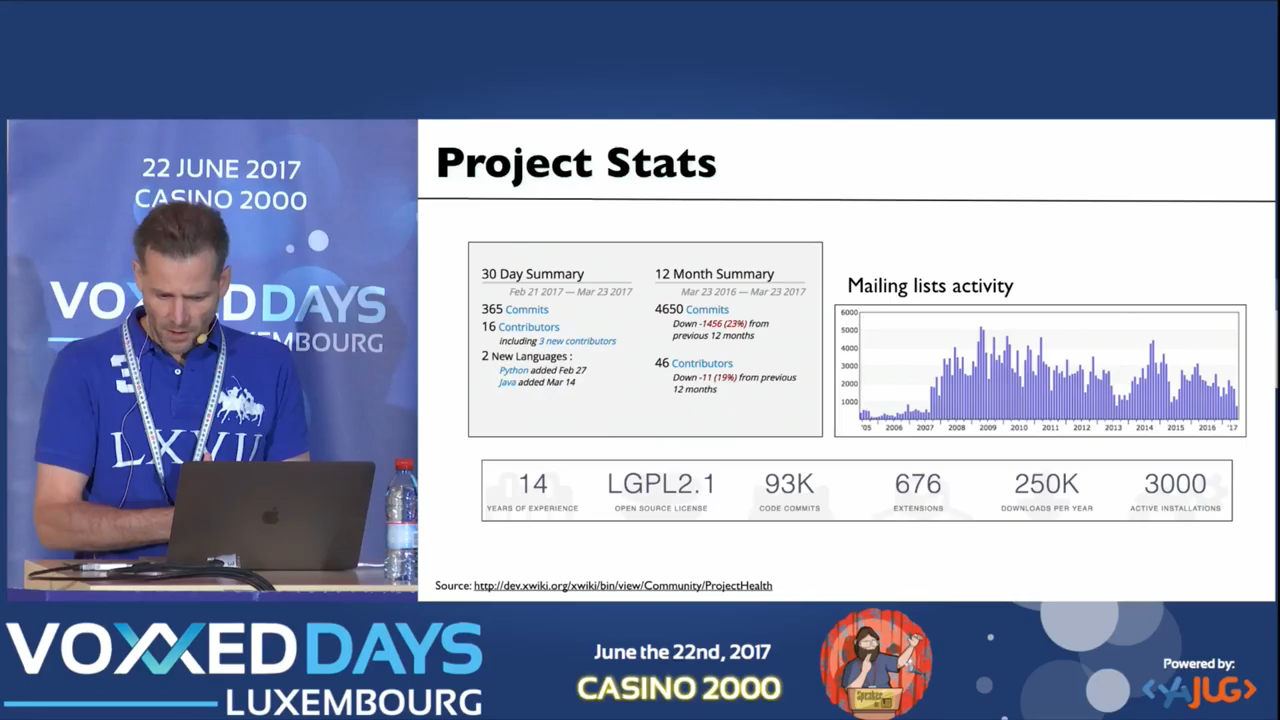 22 JUNE 2017
CASINO 2000
VOXXED DAYS
LUXEMBOURG
3
LXVU
Project Stats
30 Day Summary
Feb 21 2017 — Mar 23 2017
365 Commits
16 Contributors
including 3 new contributors
2 New Languages :
Python added Feb 27
Java added Mar 14
12 Month Summary
Mar 23 2016 — Mar 23 2017
4650 Commits
Down -1456 (23%) from
previous 12 months
46 Contributors
Down -11 (19%) from previous
12 months
Mailing lists activity
6000
5000
4000
3000
2000
1000
'05 2006 2007 2008 2009 2010 2011 2012 2013 2014 2015 2016 '17
14
YEARS OF EXPERIENCE
LGPL2.1
OPEN SOURCE LICENSE
93K
CODE COMMITS
676
EXTENSIONS
250K
DOWNLOADS PER YEAR
3000
ACTIVE INSTALLATIONS
Source: http://dev.xwiki.org/xwiki/bin/view/Community/ProjectHealth
VOXXED DAYS
LUXEMBOURG
June the 22nd, 2017
CASINO 2000
Speaker
Powered by:
YAJUG